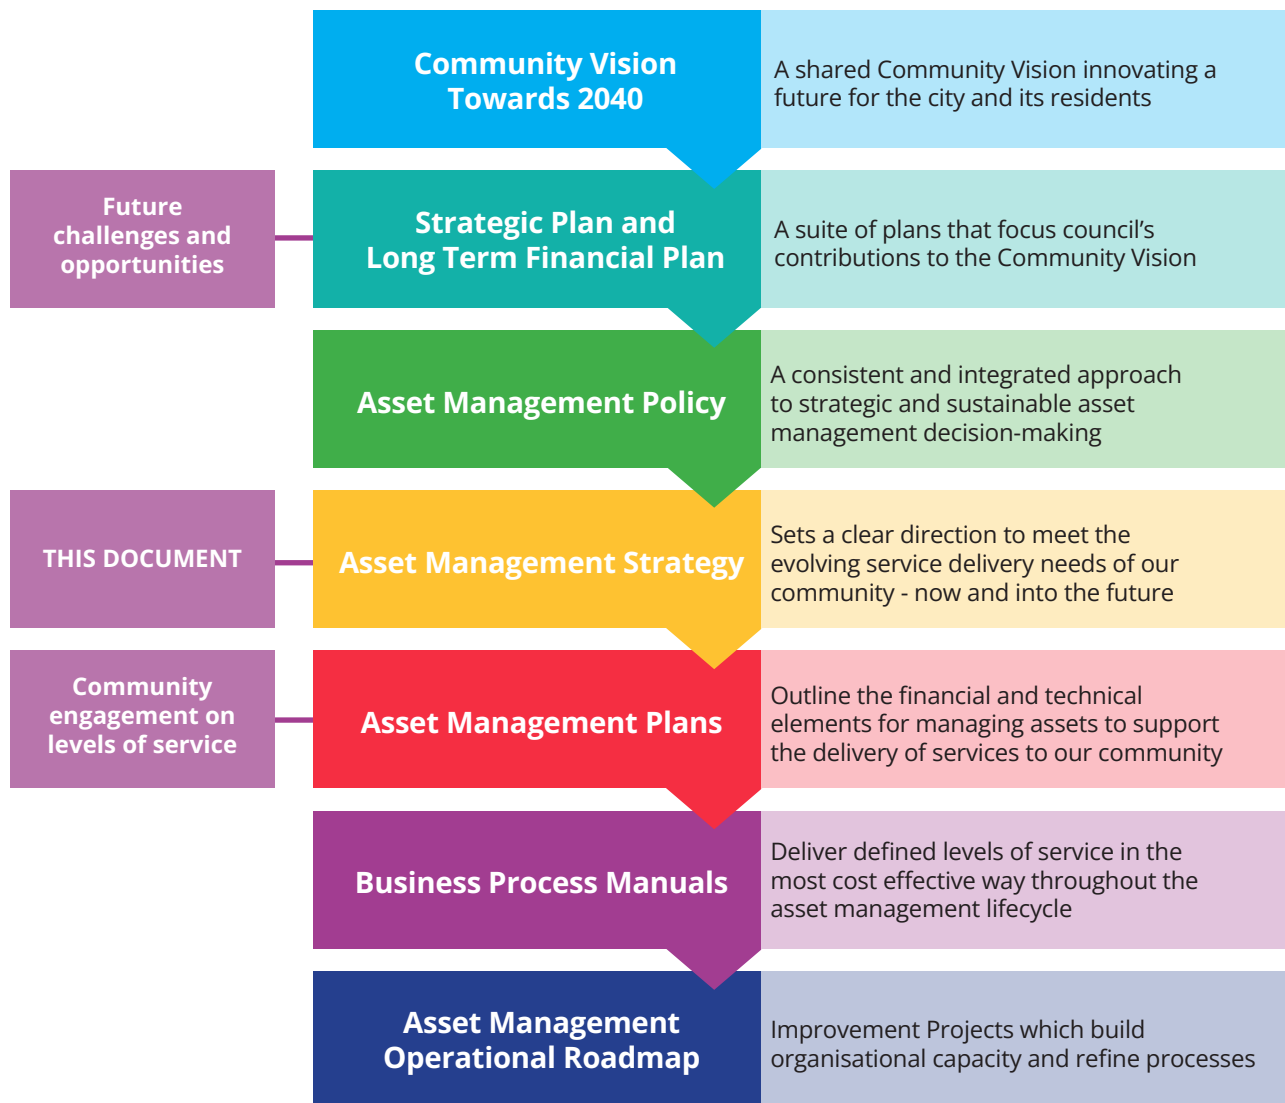 Community Vision
Towards 2040
A shared Community Vision innovating a
future for the city and its residents
Future
challenges and
opportunities
Strategic Plan and
Long Term Financial Plan
A suite of plans that focus council’s
contributions to the Community Vision
Asset Management Policy
A consistent and integrated approach
to strategic and sustainable asset
management decision-making
THIS DOCUMENT
Asset Management Strategy
Sets a clear direction to meet the
evolving service delivery needs of our
community - now and into the future
Community
engagement on
levels of service
Asset Management Plans
Outline the financial and technical
elements for managing assets to support
the delivery of services to our community
Business Process Manuals
Deliver defined levels of service in the
most cost effective way throughout the
asset management lifecycle
Asset Management
Operational Roadmap
Improvement Projects which build
organisational capacity and refine processes